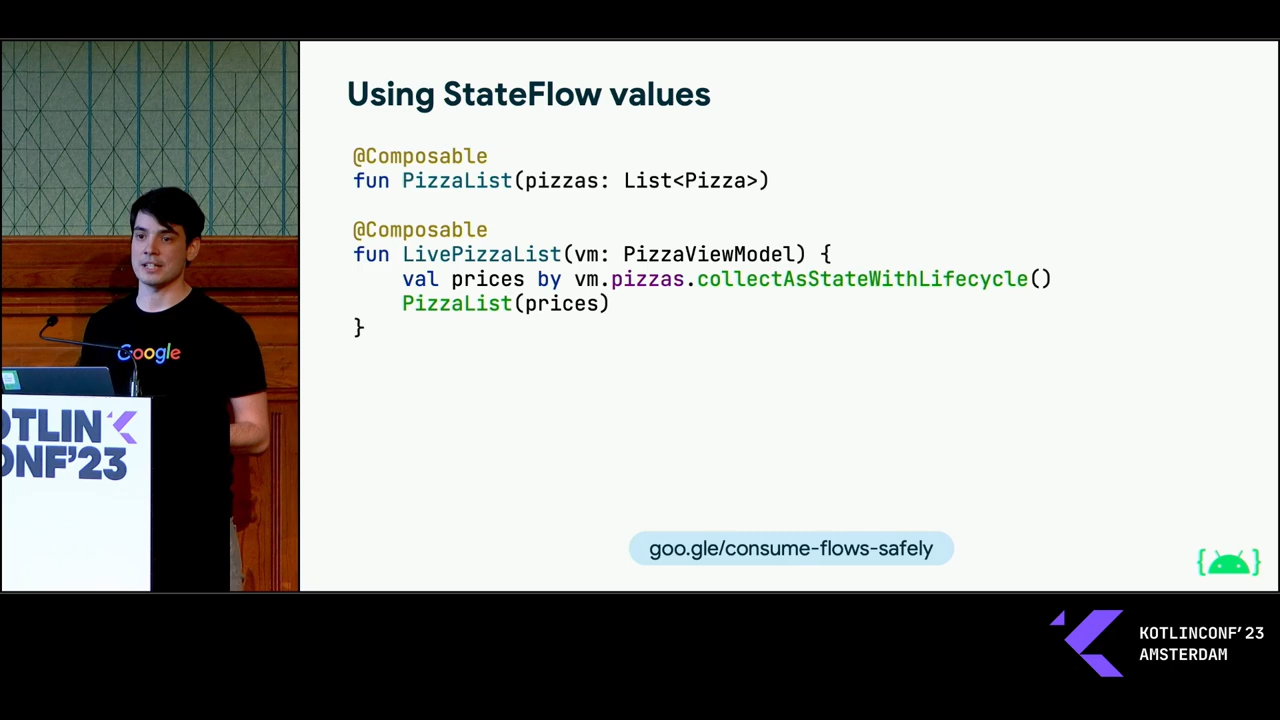 Using StateFlow values
@Composable
fun PizzaList(pizzas: List<Pizza>)
@Composable
fun LivePizzaList(vm: PizzaViewModel) {
    val prices by vm.pizzas.collectAsStateWithLifecycle()
    PizzaList(prices)
}
goo.gle/consume-flows-safely
Google
OTLIN
ONF'23
KOTLINCONF'23
AMSTERDAM